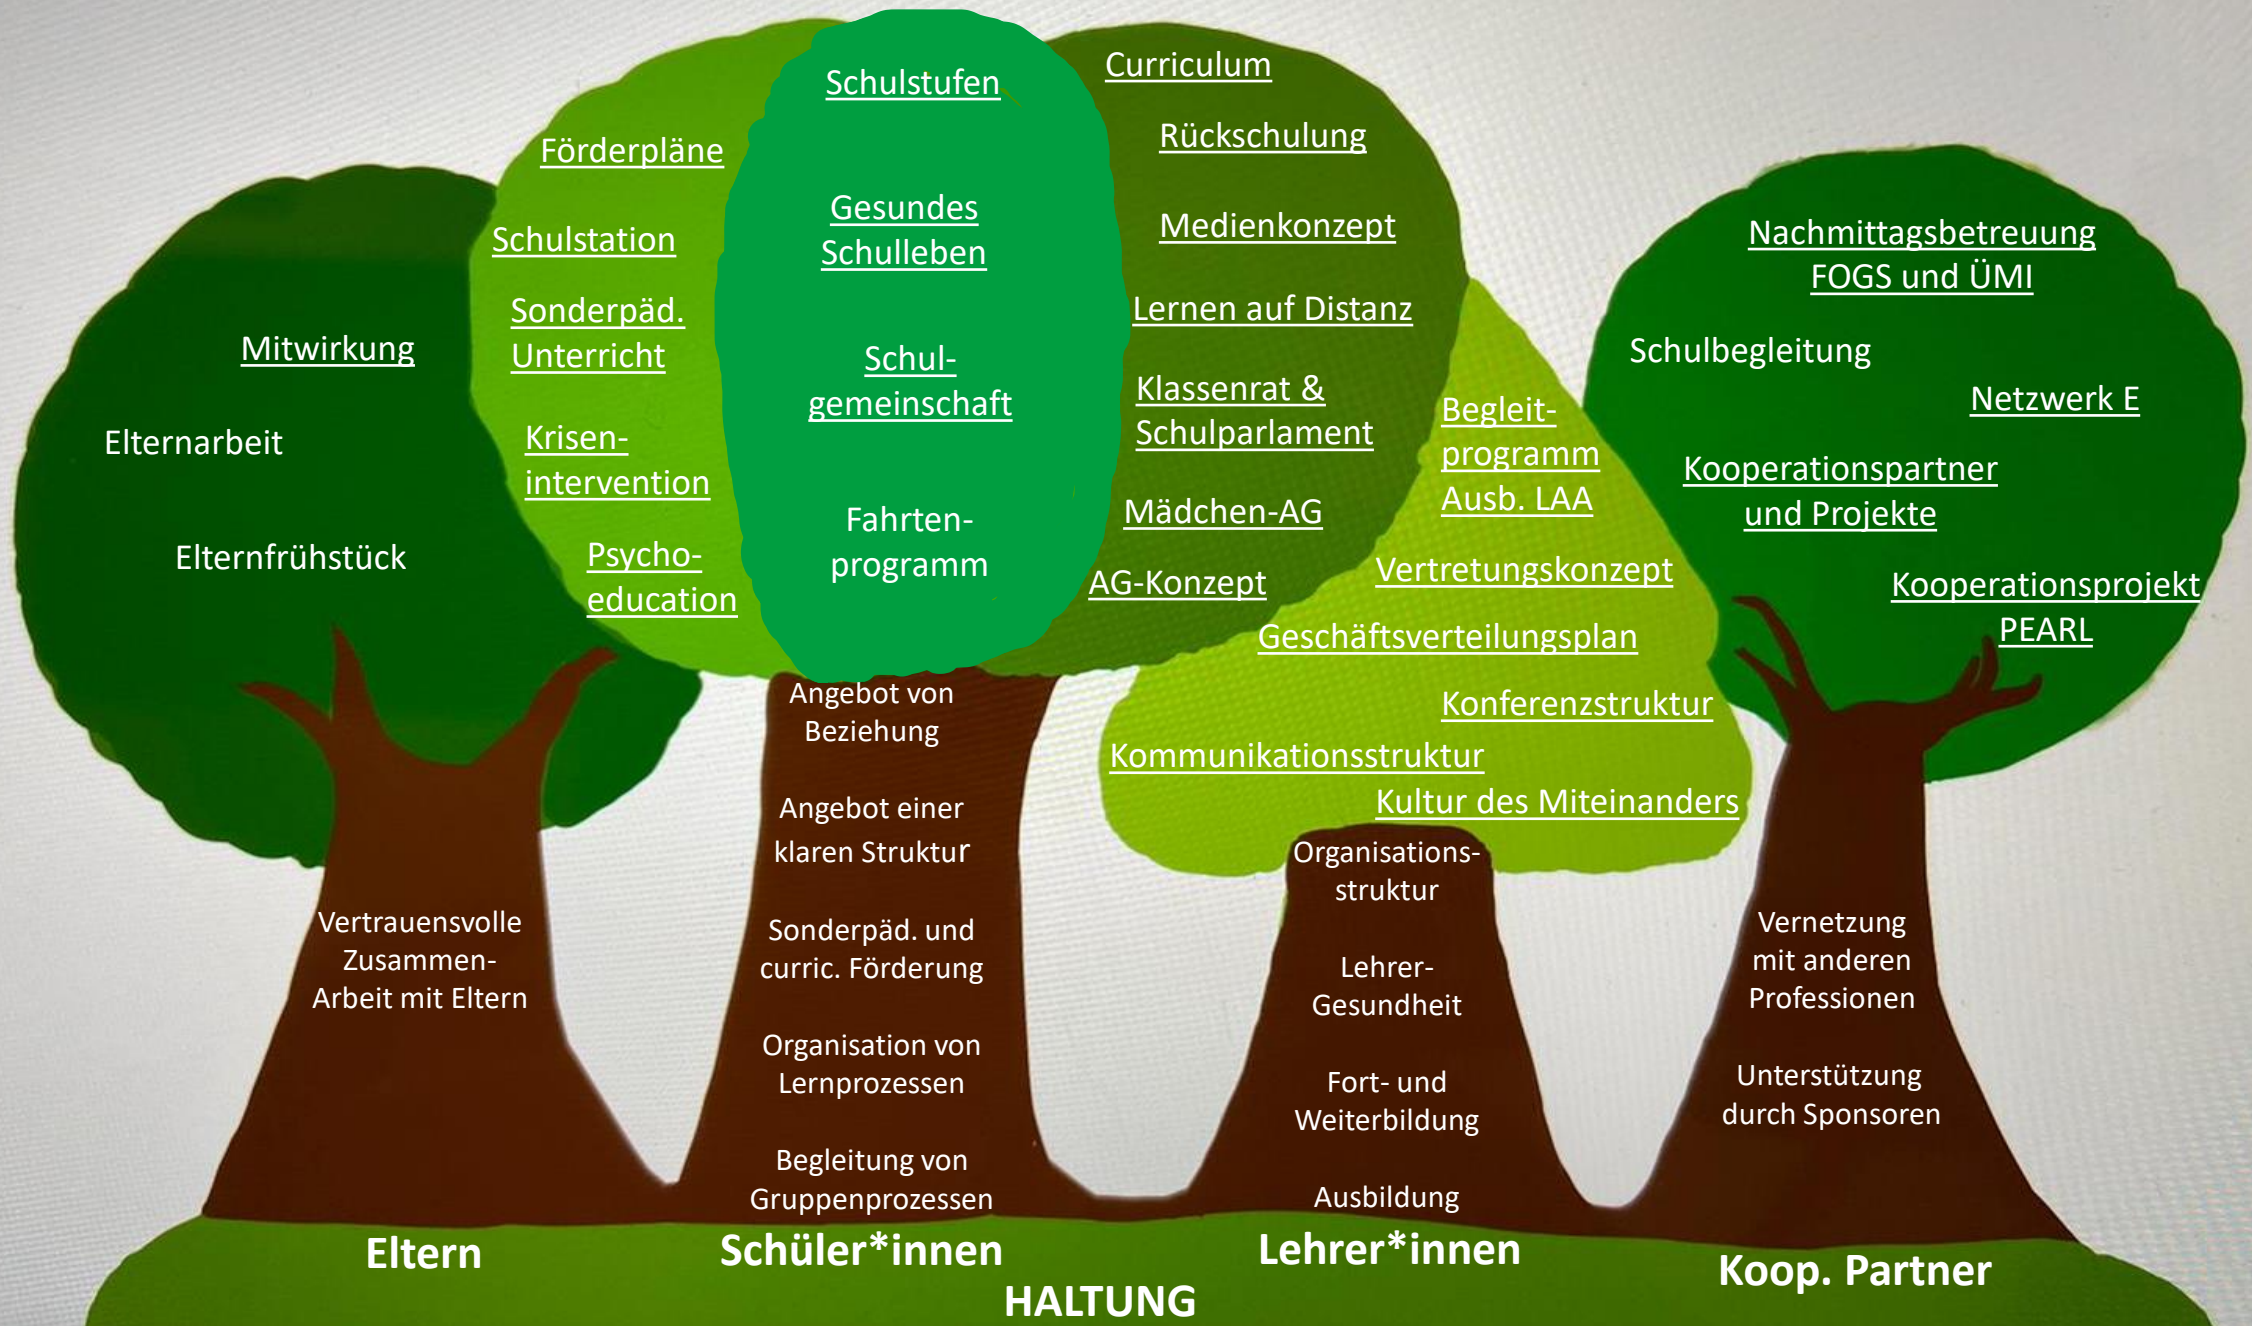 Mitwirkung
Elternarbeit
Elternfrühstück
Vertrauensvolle
Zusammen-
Arbeit mit Eltern
Eltern
Förderpläne
Schulstation
Sonderpäd.
Unterricht
Krisen-
intervention
Psycho-
education
Schulstufen
Gesundes
Schulleben
Schul-
gemeinschaft
Fahrten-
programm
Curriculum
Rückschulung
Medienkonzept
Lernen auf Distanz
Klassenrat &
Schulparlament
Mädchen-AG
AG-Konzept
Angebot von
Beziehung
Angebot einer
klaren Struktur
Sonderpäd. und
curric. Förderung
Organisation von
Lernprozessen
Begleitung von
Gruppenprozessen
Schüler*innen
Begleit-
programm
Ausb. LAA
Vertretungskonzept
Geschäftsverteilungsplan
Konferenzstruktur
Kommunikationsstruktur
Kultur des Miteinanders
Organisations-
struktur
Lehrer-
Gesundheit
Fort- und
Weiterbildung
Ausbildung
Lehrer*innen
Nachmittagsbetreuung
FOGS und ÜMI
Schulbegleitung
Netzwerk E
Kooperationspartner
und Projekte
Kooperationsprojekt
PEARL
Vernetzung
mit anderen
Professionen
Unterstützung
durch Sponsoren
Koop. Partner
HALTUNG